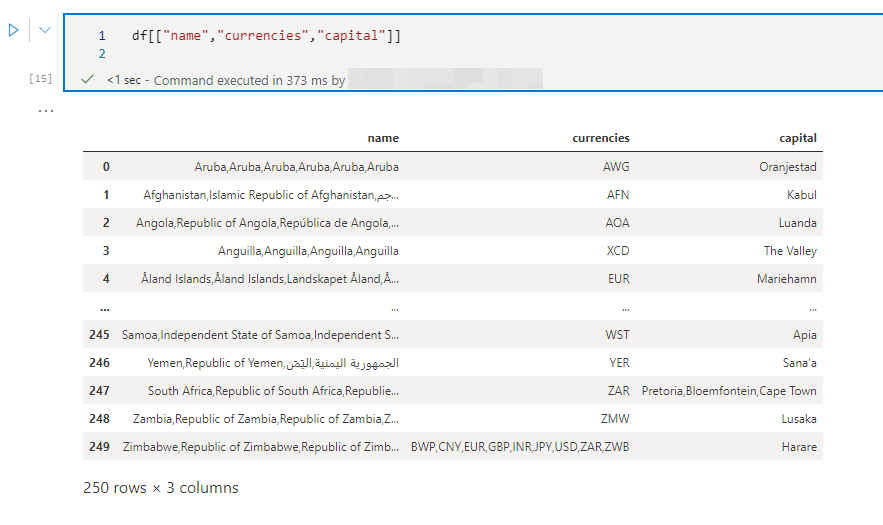 1 df[["name","currencies","capital"]]
2
[15] <1 sec - Command executed in 373 ms by
...
name currencies capital
0 Aruba,Aruba,Aruba,Aruba,Aruba,Aruba AWG Oranjestad
1 Afghanistan,Islamic Republic of Afghanistan,جم... AFN Kabul
2 Angola,Republic of Angola,República de Angola,... AOA Luanda
3 Anguilla,Anguilla,Anguilla,Anguilla XCD The Valley
4 Åland Islands,Åland Islands,Landskapet Åland,Å... EUR Mariehamn
... ... ... ...
245 Samoa,Independent State of Samoa,Independent S... WST Apia
246 Yemen,Republic of Yemen,الجمهورية اليمنية,اليَمَن YER Sana'a
247 South Africa,Republic of South Africa,Republie... ZAR Pretoria,Bloemfontein,Cape Town
248 Zambia,Republic of Zambia,Republic of Zambia,Z... ZMW Lusaka
249 Zimbabwe,Republic of Zimbabwe,Republic of Zimb... BWP,CNY,EUR,GBP,INR,JPY,USD,ZAR,ZWB Harare
250 rows × 3 columns